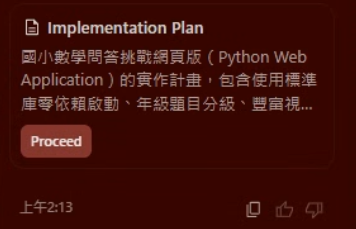 Implementation Plan
國小數學問答挑戰網頁版（Python Web
Application）的實作計畫，包含使用標準
庫零依賴啟動、年級題目分級、豐富視...
Proceed
上午2:13